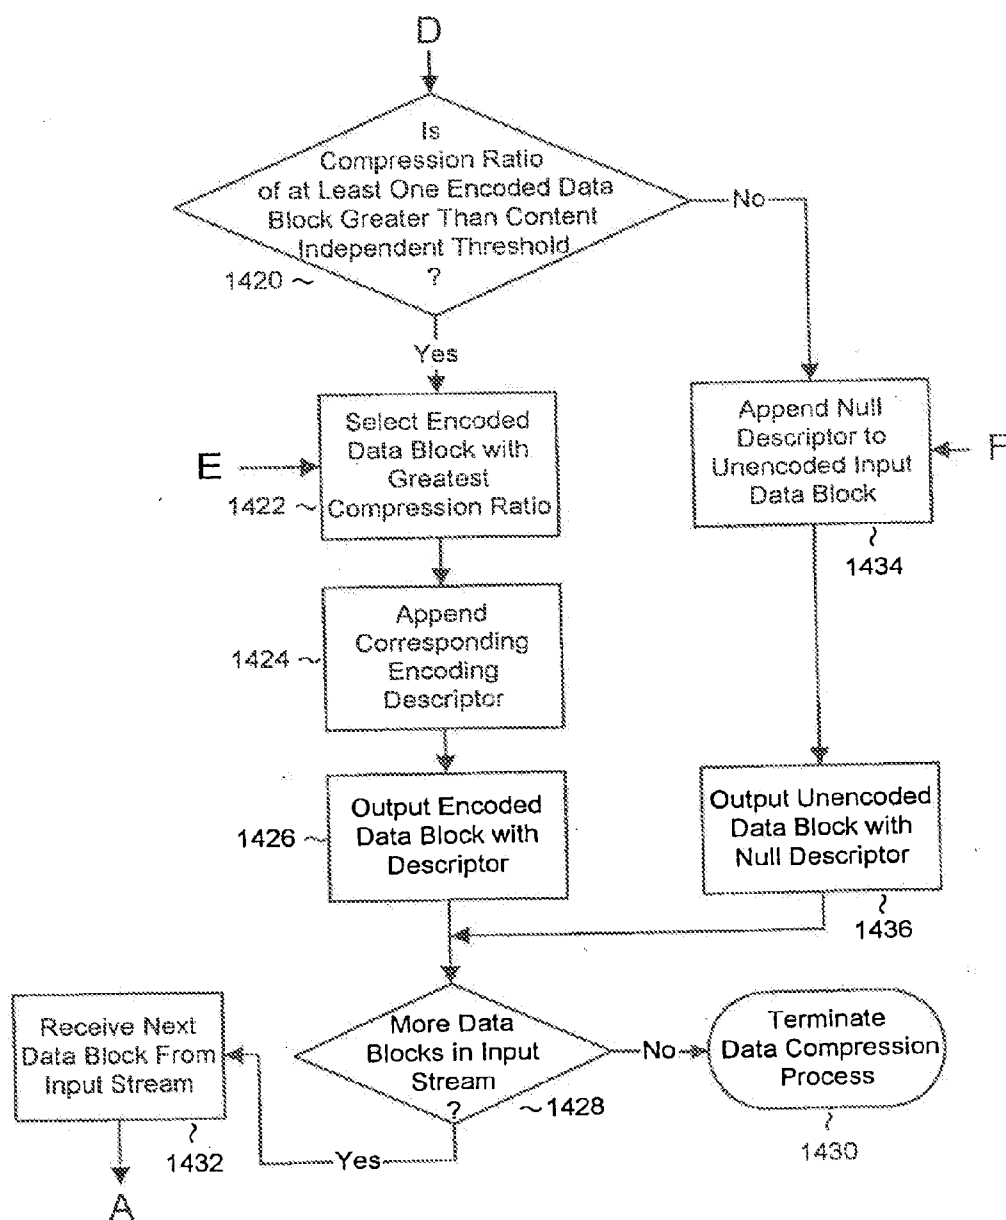 D
Is
Compression Ratio
of at Least One Encoded Data
Block Greater Than Content
Independent Threshold
?
1420
No
Yes
Select Encoded
Data Block with
Greatest
Compression Ratio
E
1422
Append Null
Descriptor to
Unencoded Input
Data Block
F
1434
Append
Corresponding
Encoding
Descriptor
1424
Output Encoded
Data Block with
Descriptor
1426
Output Unencoded
Data Block with
Null Descriptor
1436
Receive Next
Data Block From
Input Stream
1432
More Data
Blocks in Input
Stream
?
1428
No
Terminate
Data Compression
Process
1430
Yes
A